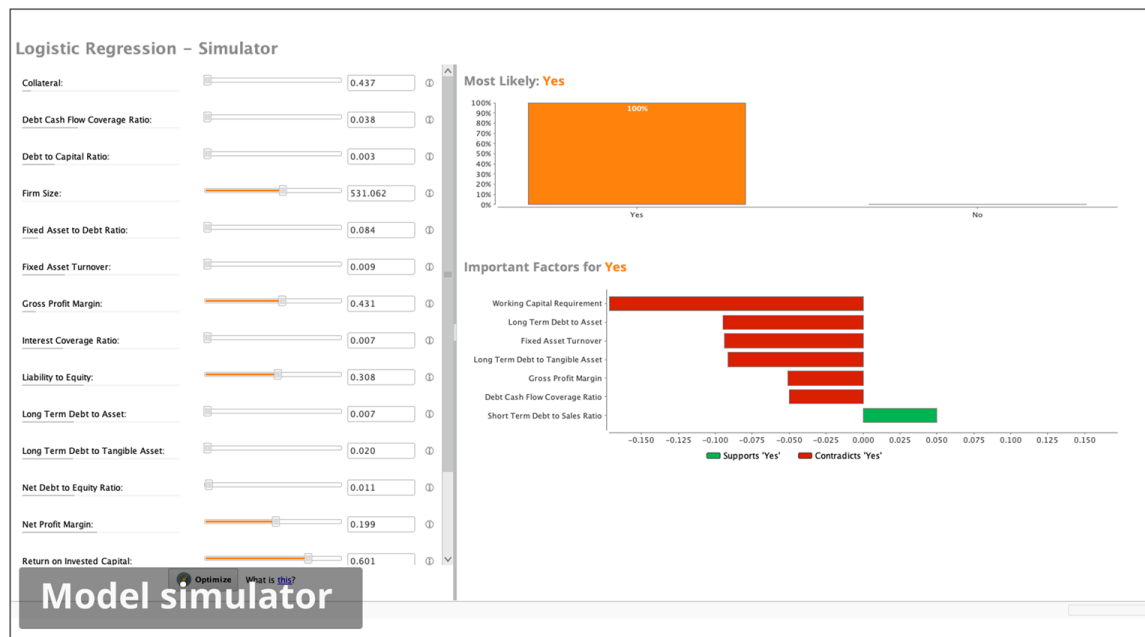 Logistic Regression – Simulator
Collateral: 0.437
Debt Cash Flow Coverage Ratio: 0.038
Debt to Capital Ratio: 0.003
Firm Size: 531.062
Fixed Asset to Debt Ratio: 0.084
Fixed Asset Turnover: 0.009
Gross Profit Margin: 0.431
Interest Coverage Ratio: 0.007
Liability to Equity: 0.308
Long Term Debt to Asset: 0.007
Long Term Debt to Tangible Asset: 0.020
Net Debt to Equity Ratio: 0.011
Net Profit Margin: 0.199
Return on Invested Capital: 0.601
Optimize What is this?
Model simulator
Most Likely: Yes
100%
90%
80%
70%
60%
50%
40%
30%
20%
10%
0%
100%
Yes No
Important Factors for Yes
Working Capital Requirement
Long Term Debt to Asset
Fixed Asset Turnover
Long Term Debt to Tangible Asset
Gross Profit Margin
Debt Cash Flow Coverage Ratio
Short Term Debt to Sales Ratio
−0.150 −0.125 −0.100 −0.075 −0.050 −0.025 0.000 0.025 0.050 0.075 0.100 0.125 0.150
Supports 'Yes' Contradicts 'Yes'